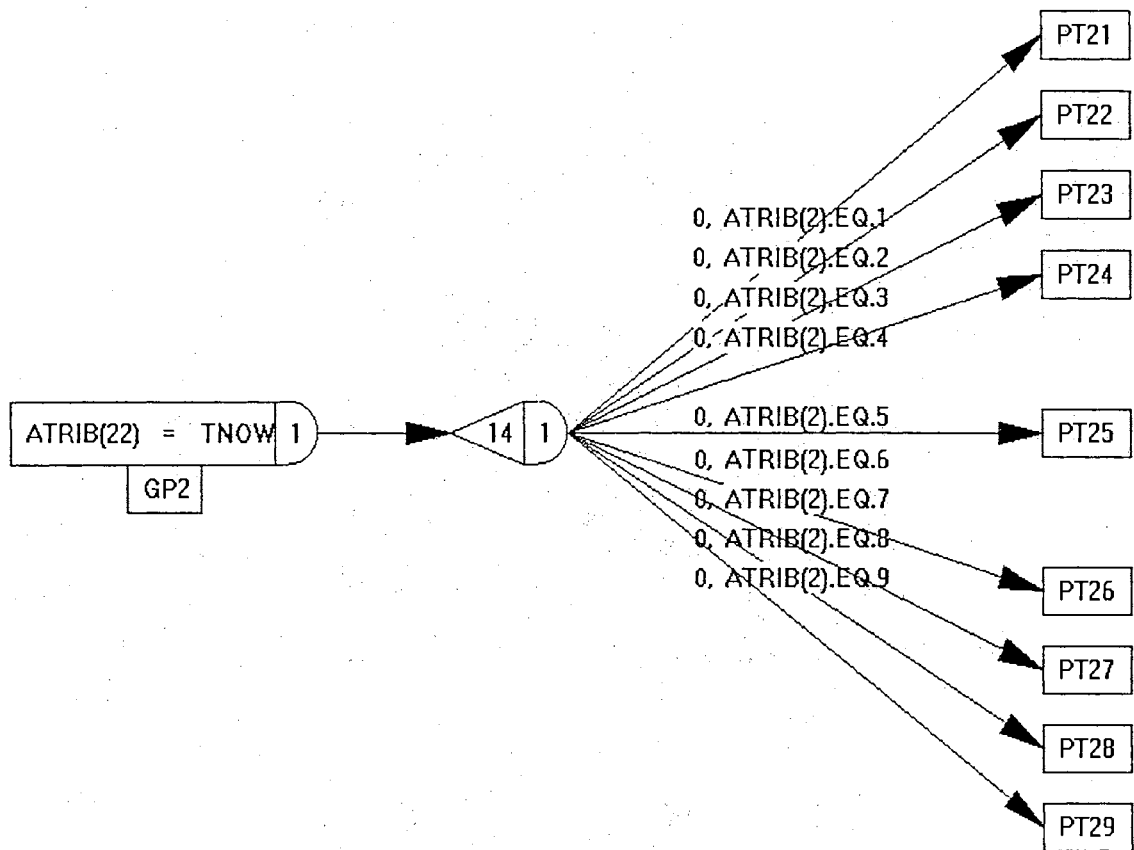 PT21
PT22
PT23
0, ATRIB(2).EQ.1
0, ATRIB(2).EQ.2
PT24
0, ATRIB(2).EQ.3
0, ATRIB(2).EQ.4
ATRIB(22) = TNOW 1
14 1
0, ATRIB(2).EQ.5
PT25
0, ATRIB(2).EQ.6
GP2
0, ATRIB(2).EQ.7
0, ATRIB(2).EQ.8
0, ATRIB(2).EQ.9
PT26
PT27
PT28
PT29